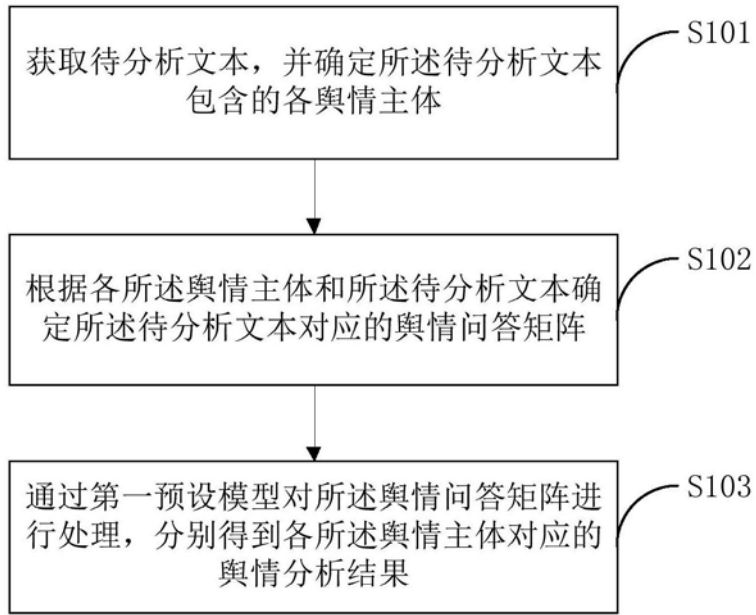 获取待分析文本，并确定所述待分析文本
包含的各舆情主体
S101
根据各所述舆情主体和所述待分析文本确
定所述待分析文本对应的舆情问答矩阵
S102
通过第一预设模型对所述舆情问答矩阵进
行处理，分别得到各所述舆情主体对应的
舆情分析结果
S103